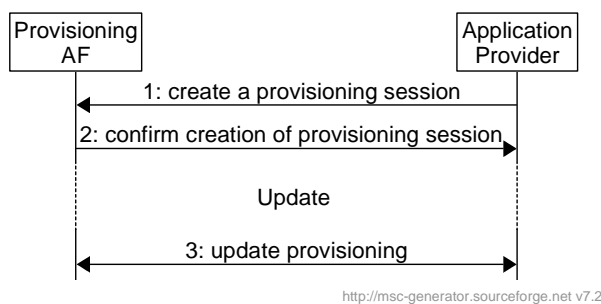 Provisioning
AF
Application
Provider
1: create a provisioning session
2: confirm creation of provisioning session
Update
3: update provisioning
http://msc-generator.sourceforge.net v7.2